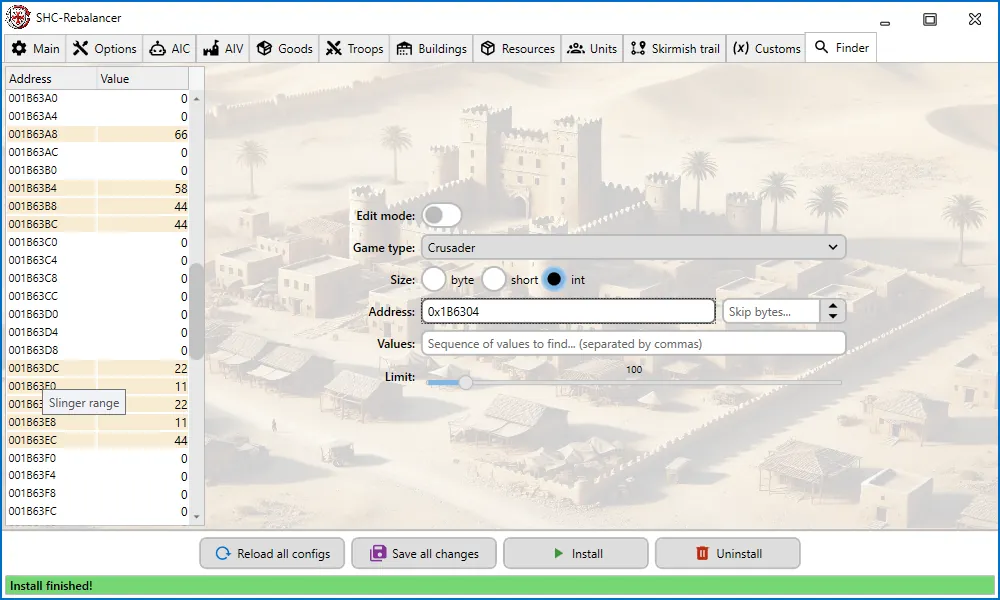 SHC-Rebalancer
Main Options AIC AIV Goods Troops Buildings Resources Units Skirmish trail (x) Customs Finder
Address Value
001B63A0 0
001B63A4 0
001B63A8 66
001B63AC 0
001B63B0 0
001B63B4 58
001B63B8 44
001B63BC 44
001B63C0 0
001B63C4 0
001B63C8 0
001B63CC 0
001B63D0 0
001B63D4 0
001B63D8 0
001B63DC 22
001B63E0 11
001B63 22
Slinger range
001B63E8 11
001B63EC 44
001B63F0 0
001B63F4 0
001B63F8 0
001B63FC 0
Edit mode:
Game type: Crusader
Size: byte short int
Address: 0x1B6304 Skip bytes...
Values: Sequence of values to find... (separated by commas)
Limit: 100
Reload all configs Save all changes Install Uninstall
Install finished!